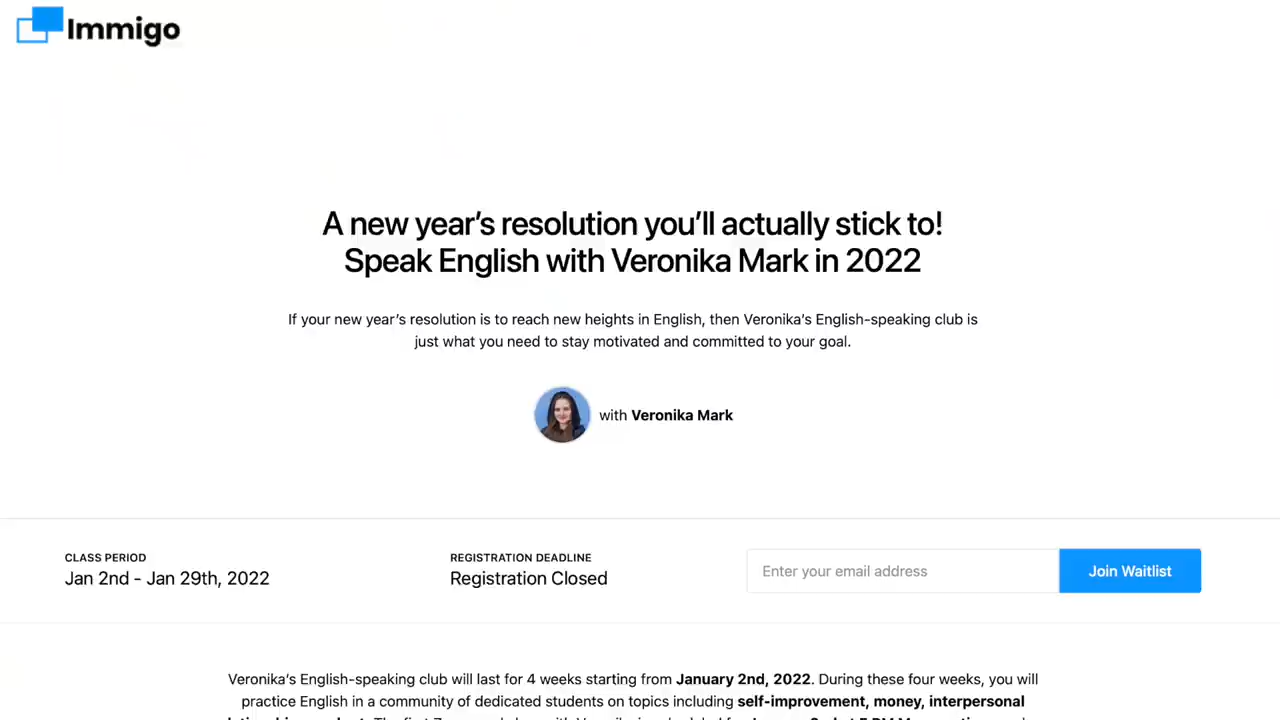 Immigo
A new year’s resolution you’ll actually stick to!
Speak English with Veronika Mark in 2022
If your new year’s resolution is to reach new heights in English, then Veronika’s English-speaking club is
just what you need to stay motivated and committed to your goal.
with Veronika Mark
CLASS PERIOD
Jan 2nd - Jan 29th, 2022
REGISTRATION DEADLINE
Registration Closed
Enter your email address
Join Waitlist
Veronika’s English-speaking club will last for 4 weeks starting from January 2nd, 2022. During these four weeks, you will
practice English in a community of dedicated students on topics including self-improvement, money, interpersonal